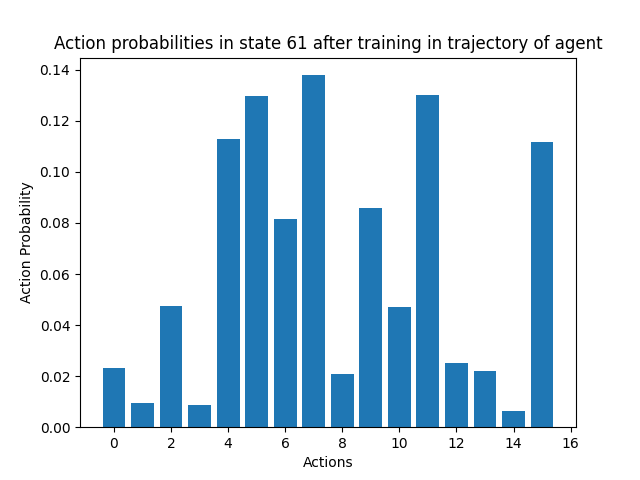 Action probabilities in state 61 after training in trajectory of agent
0.14
0.12
0.10
0.08
0.06
0.04
0.02
0.00
Action Probability
0 2 4 6 8 10 12 14 16
Actions